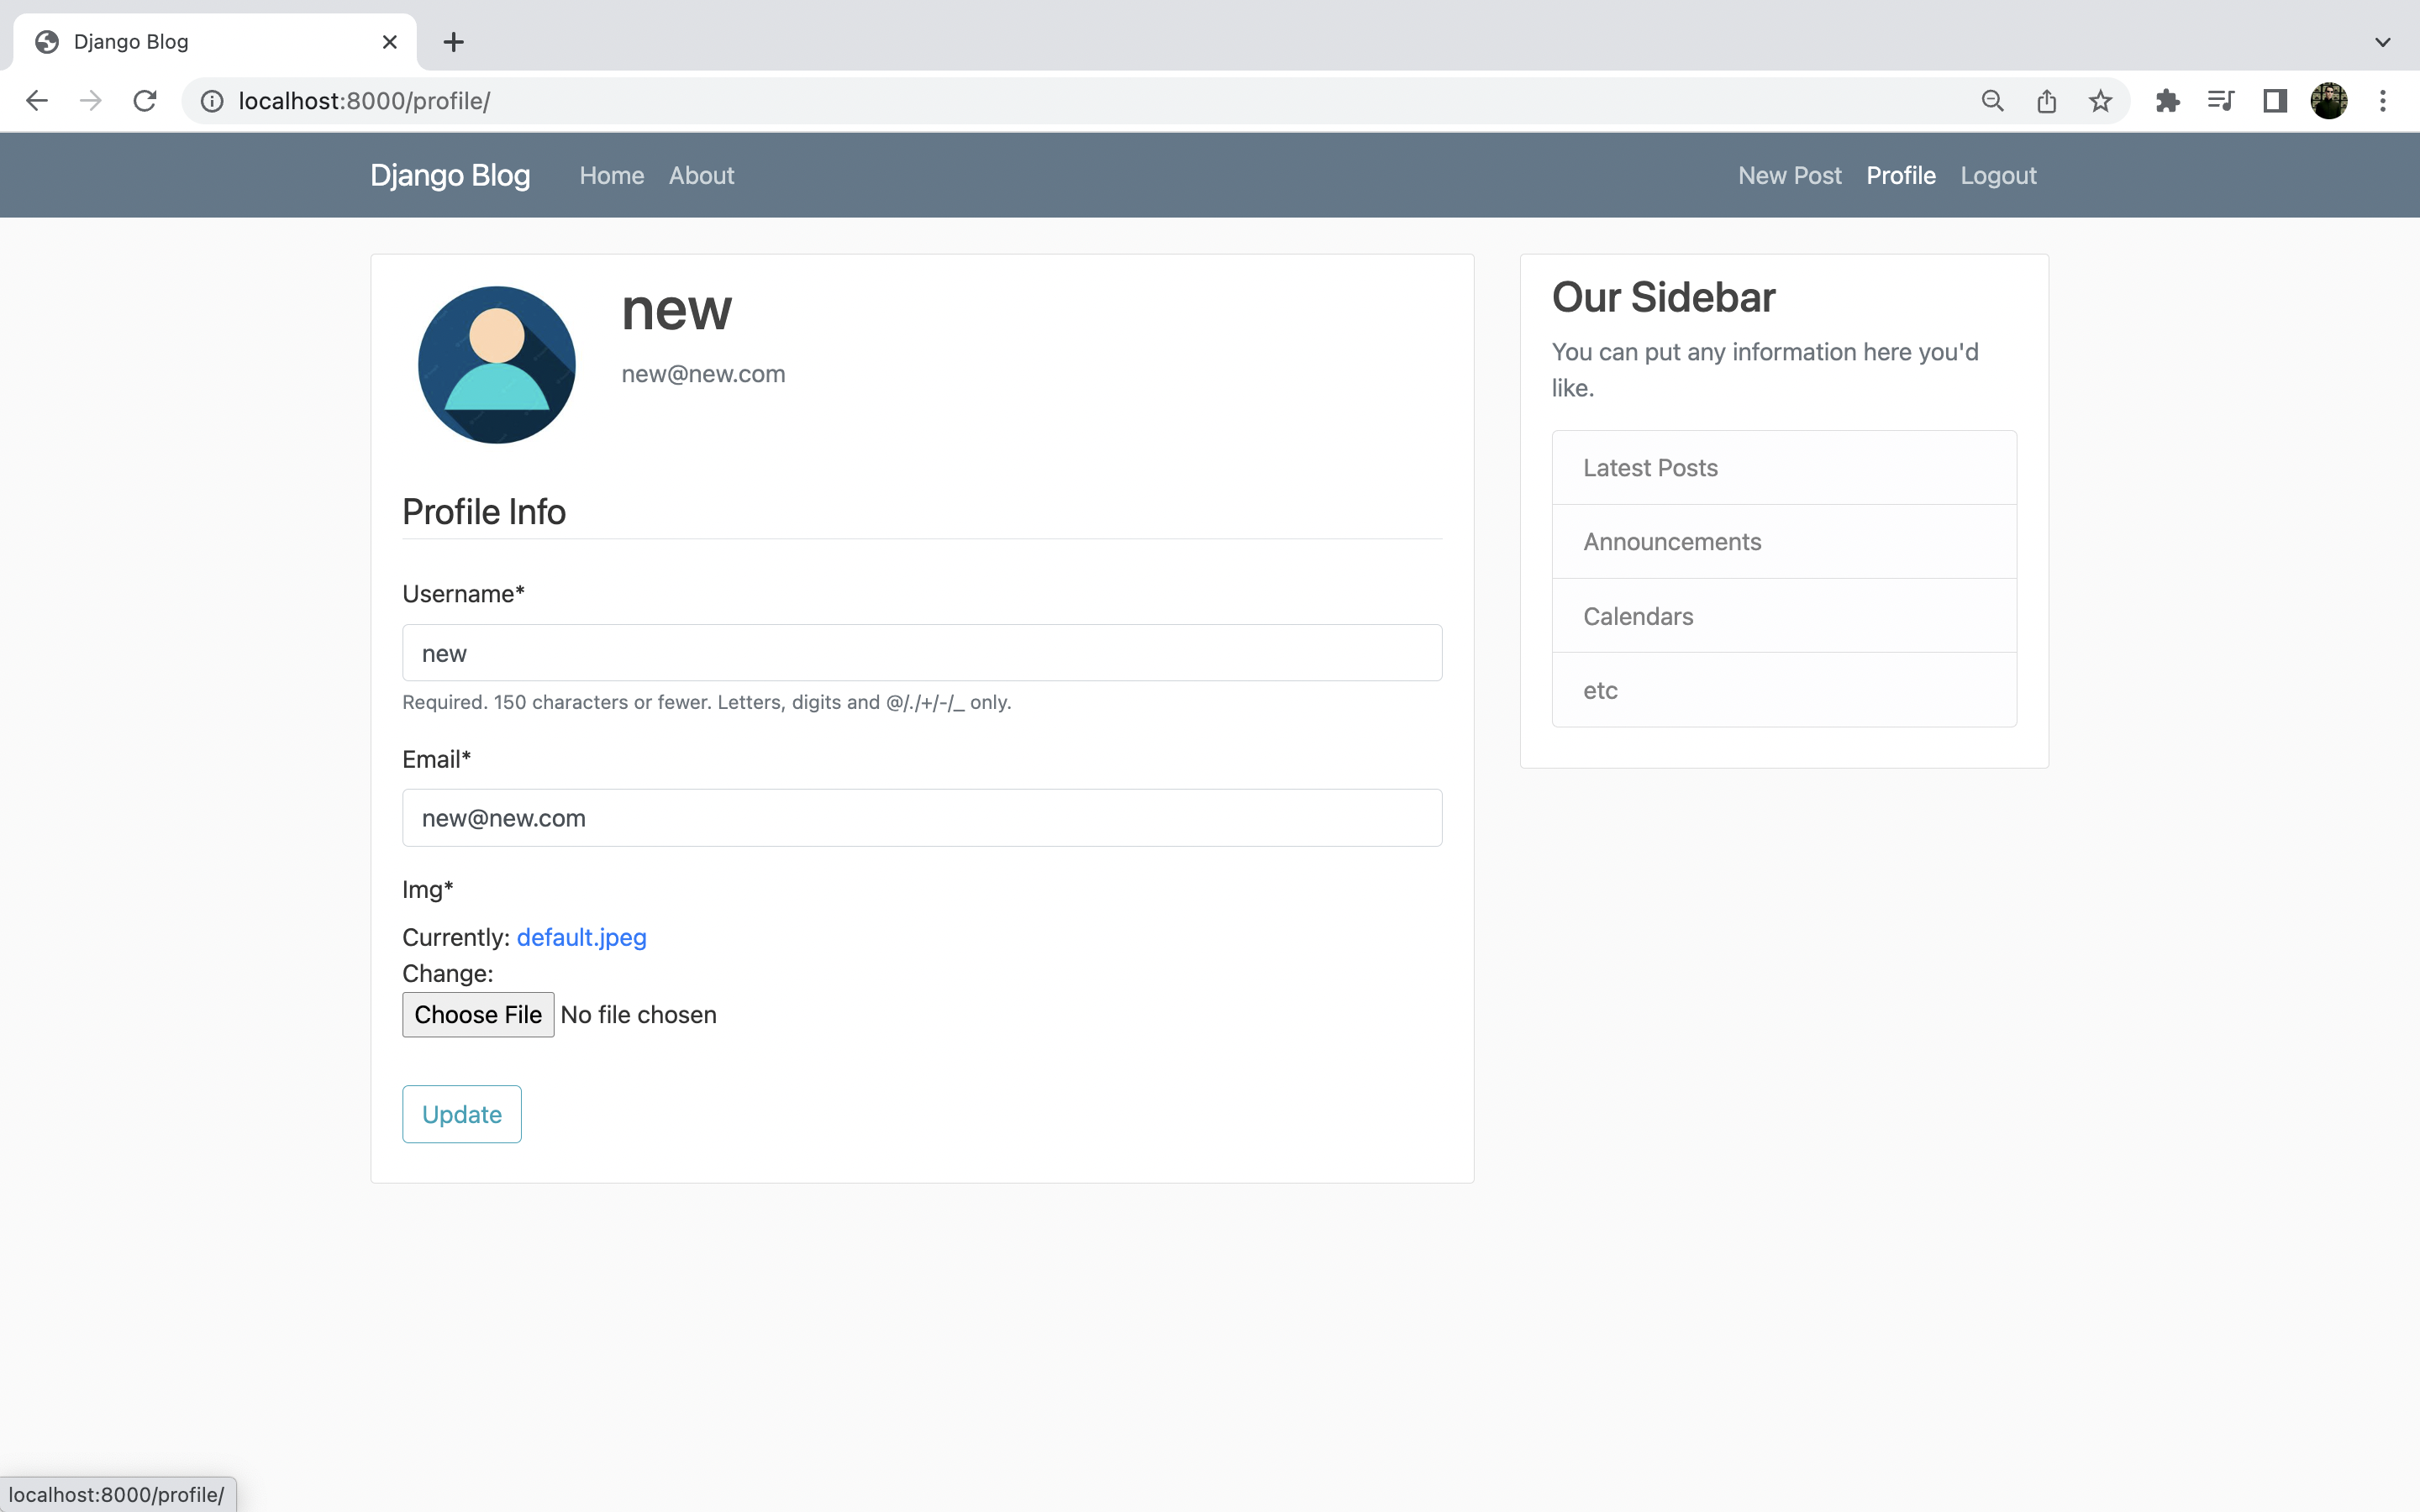 Django Blog
localhost:8000/profile/
Django Blog Home About New Post Profile Logout
new
new@new.com
Profile Info
Username*
new
Required. 150 characters or fewer. Letters, digits and @/./+/-/_ only.
Email*
new@new.com
Img*
Currently: default.jpeg
Change:
Choose File No file chosen
Update
Our Sidebar
You can put any information here you'd
like.
Latest Posts
Announcements
Calendars
etc
localhost:8000/profile/